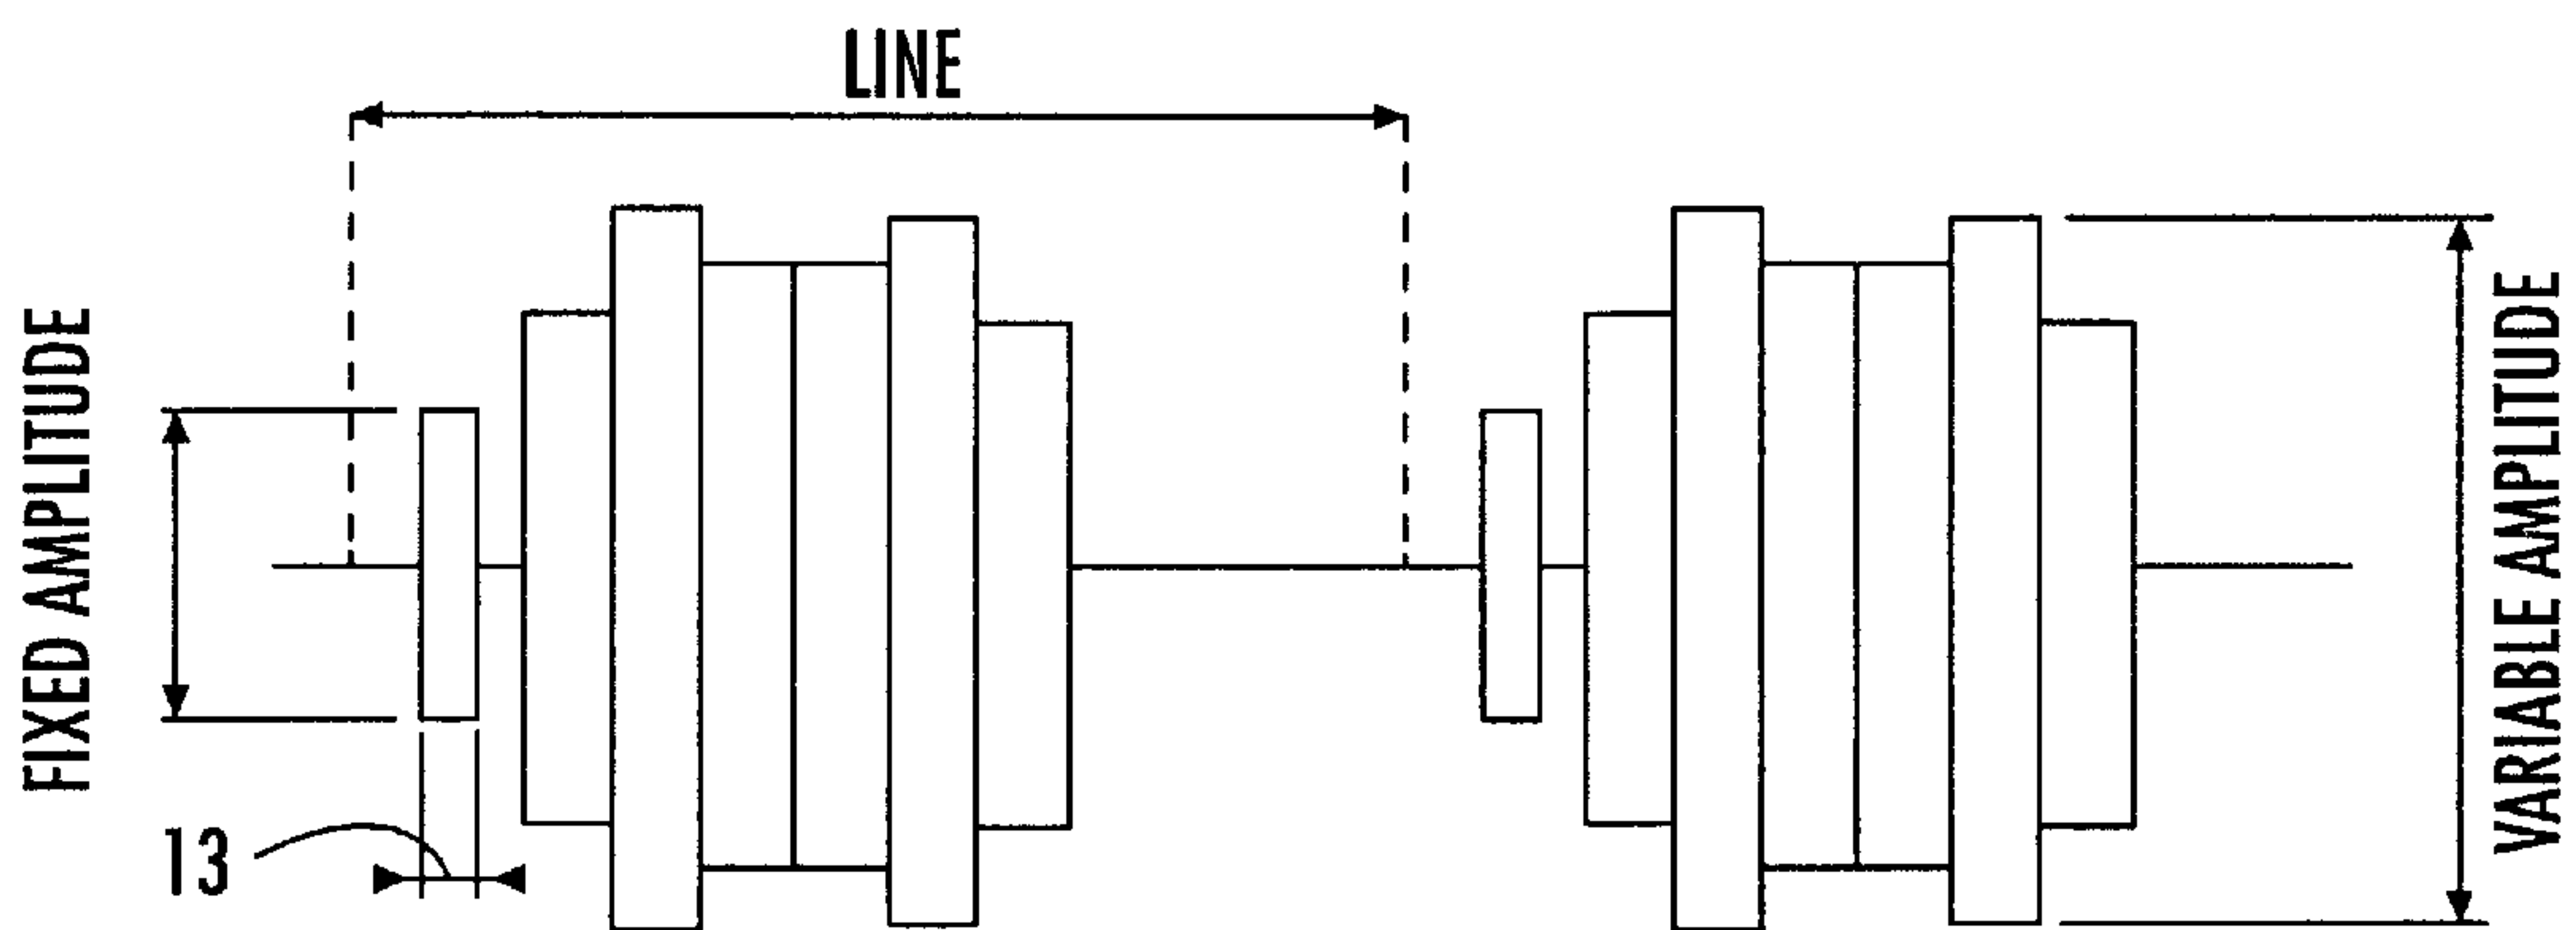 LINE
FIXED AMPLITUDE
VARIABLE AMPLITUDE
13